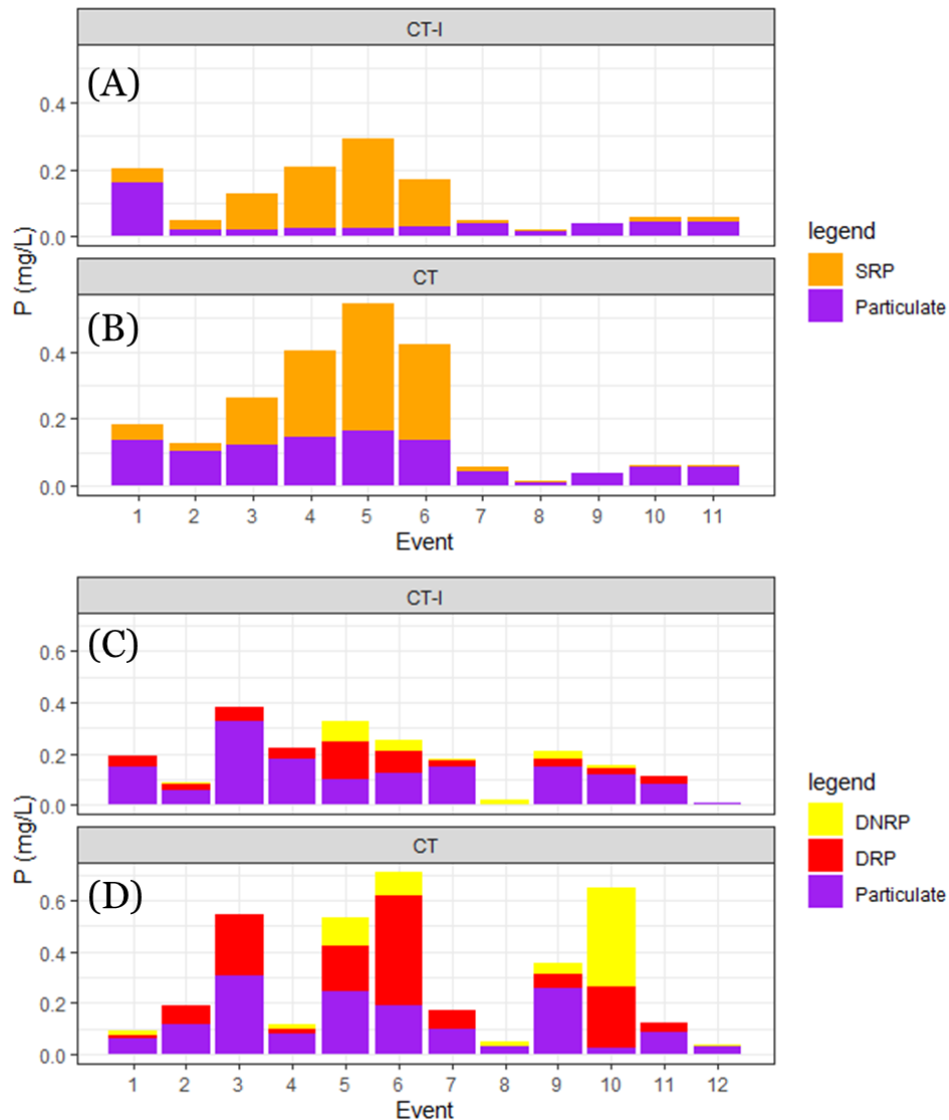 CT-I
(A)
0.4
0.2
0.0
CT
(B)
0.4
0.2
0.0
1 2 3 4 5 6 7 8 9 10 11
Event
P (mg/L)
legend
SRP
Particulate
CT-I
(C)
0.6
0.4
0.2
0.0
CT
(D)
0.6
0.4
0.2
0.0
1 2 3 4 5 6 7 8 9 10 11 12
Event
P (mg/L)
legend
DNRP
DRP
Particulate